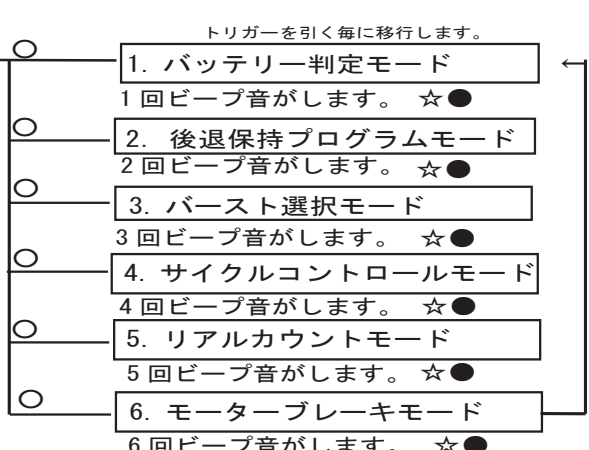 トリガーを引く毎に移行します。
1. バッテリー判定モード
1回ビープ音がします。 ☆●
2. 後退保持プログラムモード
2回ビープ音がします。 ☆●
3. バースト選択モード
3回ビープ音がします。 ☆●
4. サイクルコントロールモード
4回ビープ音がします。 ☆●
5. リアルカウントモード
5回ビープ音がします。 ☆●
6. モーターブレーキモード
6回ビープ音がします。 ☆●